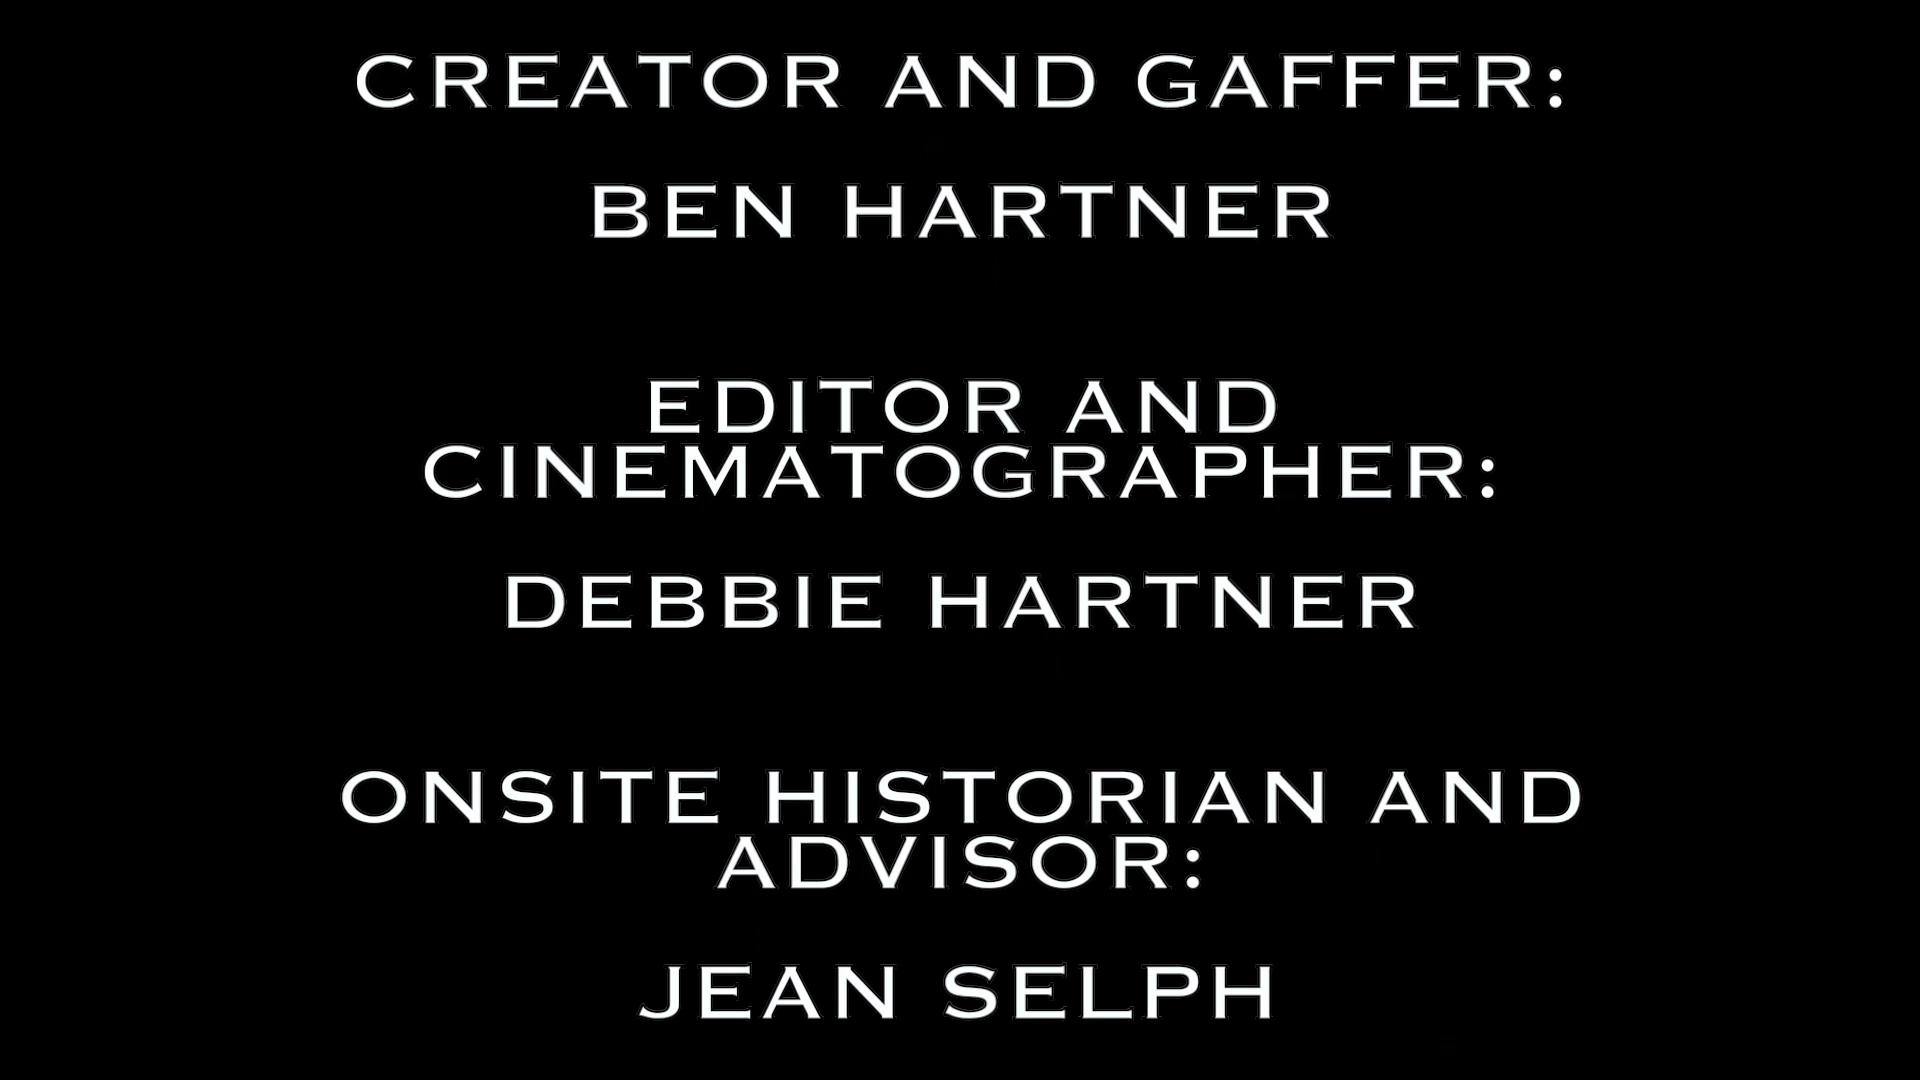 CREATOR AND GAFFER:
BEN HARTNER
EDITOR AND
CINEMATOGRAPHER:
DEBBIE HARTNER
ONSITE HISTORIAN AND
ADVISOR:
JEAN SELPH